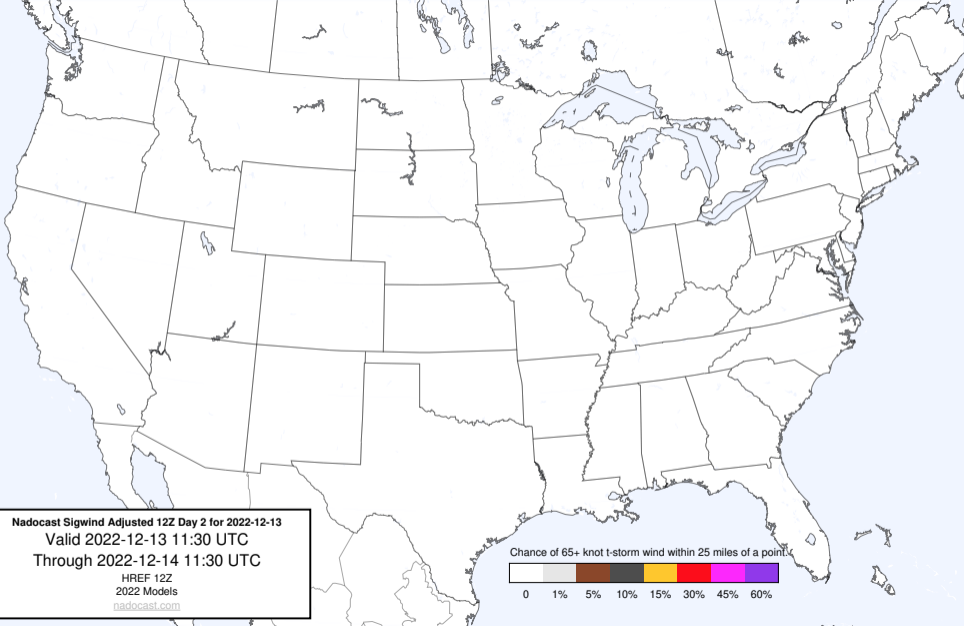 Nadocast Sigwind Adjusted 12Z Day 2 for 2022-12-13
Valid 2022-12-13 11:30 UTC
Through 2022-12-14 11:30 UTC
HREF 12Z
2022 Models
nadocast.com
Chance of 65+ knot t-storm wind within 25 miles of a point.
0 1% 5% 10% 15% 30% 45% 60%